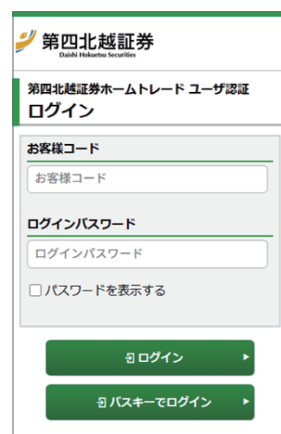 第四北越証券
Daishi Hokuetsu Securities
第四北越証券ホームトレード ユーザ認証
ログイン
お客様コード
お客様コード
ログインパスワード
ログインパスワード
パスワードを表示する
ログイン
パスキーでログイン